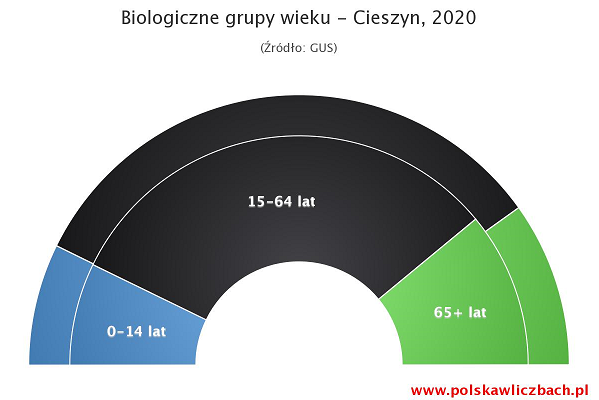 Biologiczne grupy wieku – Cieszyn, 2020
(Źródło: GUS)
15–64 lat
0–14 lat
65+ lat
www.polskawliczbach.pl